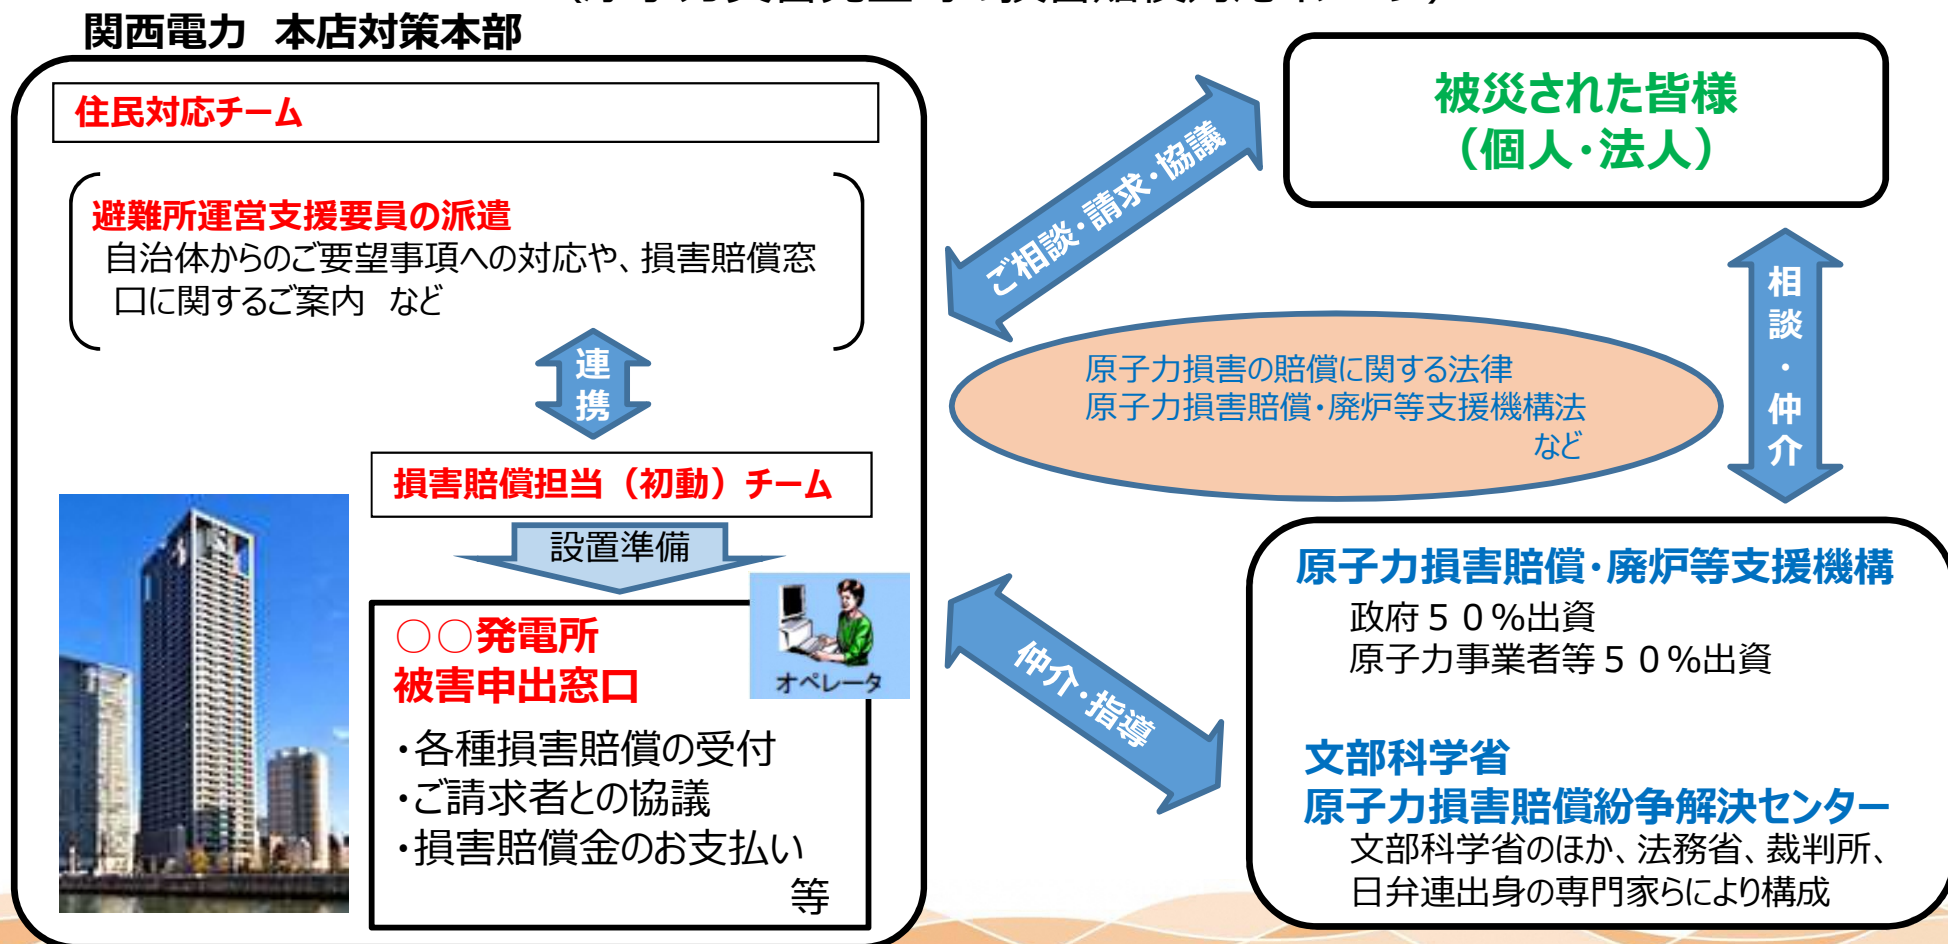 関西電力 本店対策本部
住民対応チーム
避難所運営支援要員の派遣
自治体からのご要望事項への対応や、損害賠償窓
口に関するご案内 など
連携
損害賠償担当（初動）チーム
設置準備
○○発電所
被害申出窓口
オペレータ
・各種損害賠償の受付
・ご請求者との協議
・損害賠償金のお支払い
等
ご相談・請求・協議
被災された皆様
（個人・法人）
相談・仲介
原子力損害の賠償に関する法律
原子力損害賠償・廃炉等支援機構法
など
仲介・指導
原子力損害賠償・廃炉等支援機構
政府５０％出資
原子力事業者等５０％出資
文部科学省
原子力損害賠償紛争解決センター
文部科学省のほか、法務省、裁判所、
日弁連出身の専門家らにより構成